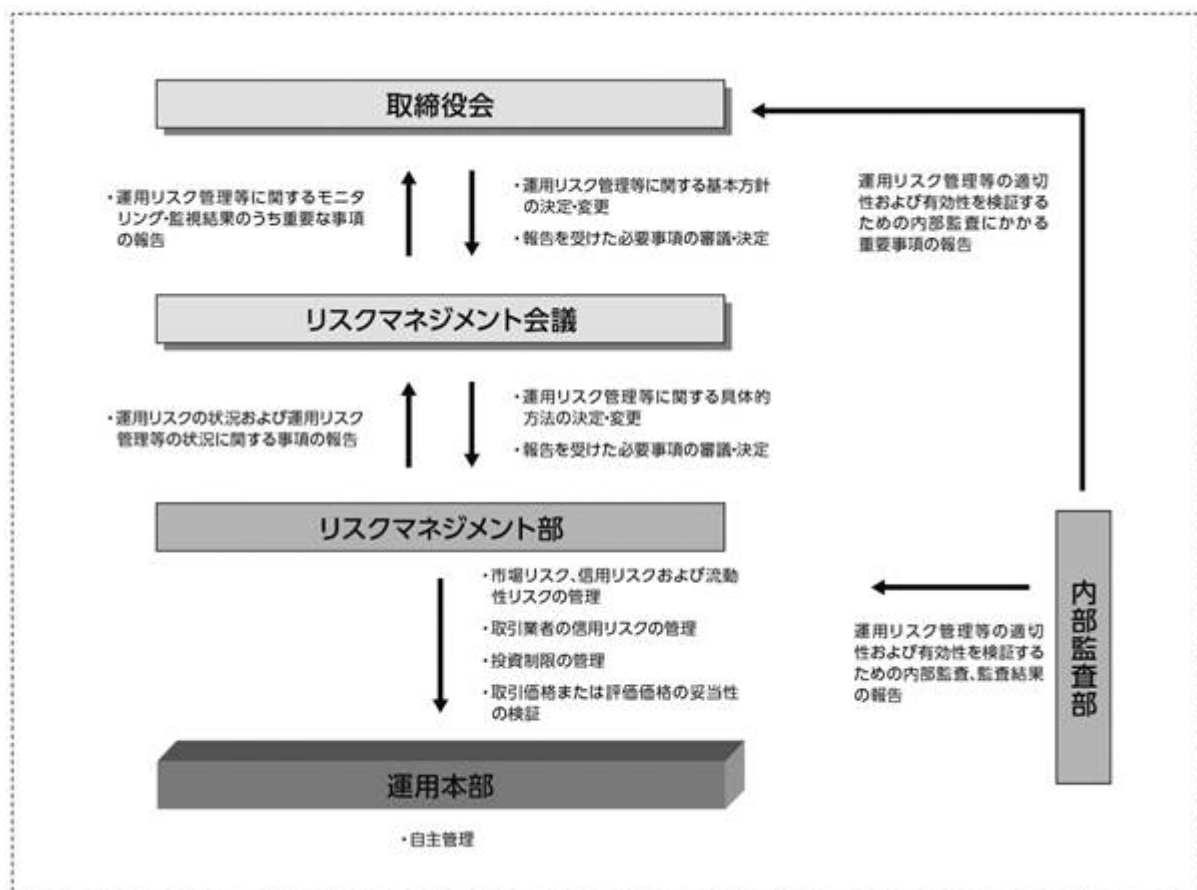 取締役会
・運用リスク管理等に関するモニタ
リング・監視結果のうち重要な事項
の報告
・運用リスク管理等に関する基本方針
の決定・変更
・報告を受けた必要事項の審議・決定
運用リスク管理等の適切
性および有効性を検証する
ための内部監査にかかる
重要事項の報告
リスクマネジメント会議
・運用リスクの状況および運用リスク
管理等の状況に関する事項の報告
・運用リスク管理等に関する具体的
方法の決定・変更
・報告を受けた必要事項の審議・決定
リスクマネジメント部
・市場リスク、信用リスクおよび流動
性リスクの管理
・取引業者の信用リスクの管理
・投資制限の管理
・取引価格または評価価格の妥当性
の検証
運用リスク管理等の適切
性および有効性を検証する
ための内部監査、監査結果
の報告
内部監査部
運用本部
・自主管理